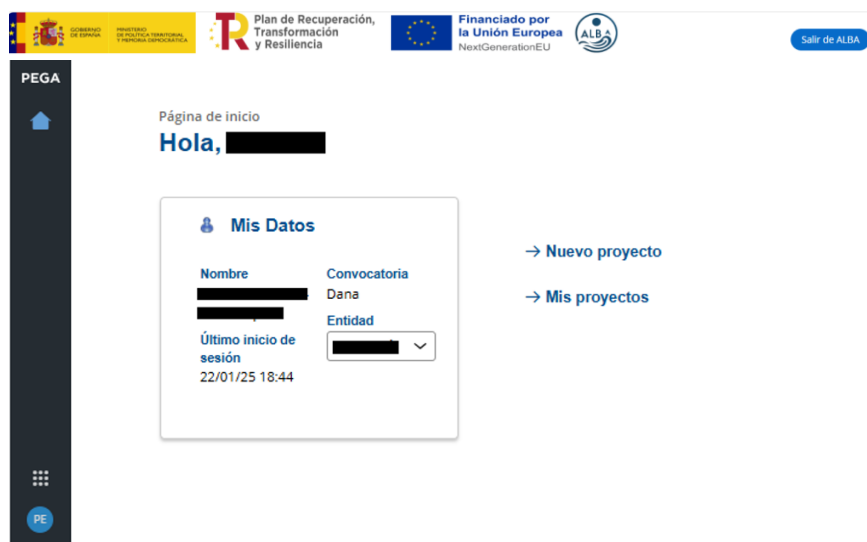 GOBIERNO
DE ESPAÑA
MINISTERIO
DE POLÍTICA TERRITORIAL
Y MEMORIA DEMOCRÁTICA
Plan de Recuperación,
Transformación
y Resiliencia
Financiado por
la Unión Europea
NextGenerationEU
ALBA
Salir de ALBA
PEGA
Página de inicio
Hola,
Mis Datos
Nombre
Convocatoria
Dana
Entidad
Último inicio de
sesión
22/01/25 18:44
→ Nuevo proyecto
→ Mis proyectos
PE